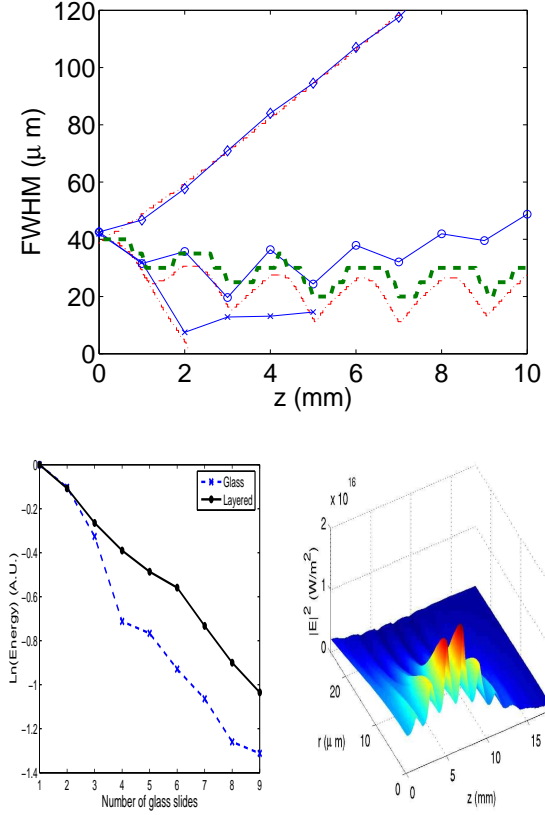 120
100
80
60
40
20
0
FWHM (μ m)
0 2 4 6 8 10
z (mm)
0
−0.2
−0.4
−0.6
−0.8
−1
−1.2
−1.4
Ln(Energy) (A.U.)
Glass
Layered
1 2 3 4 5 6 7 8 9
Number of glass slides
x 10 16
2
1
0
|E| 2 (W/m2)
20
10
0
r (μ m)
0 5 10 15
z (mm)